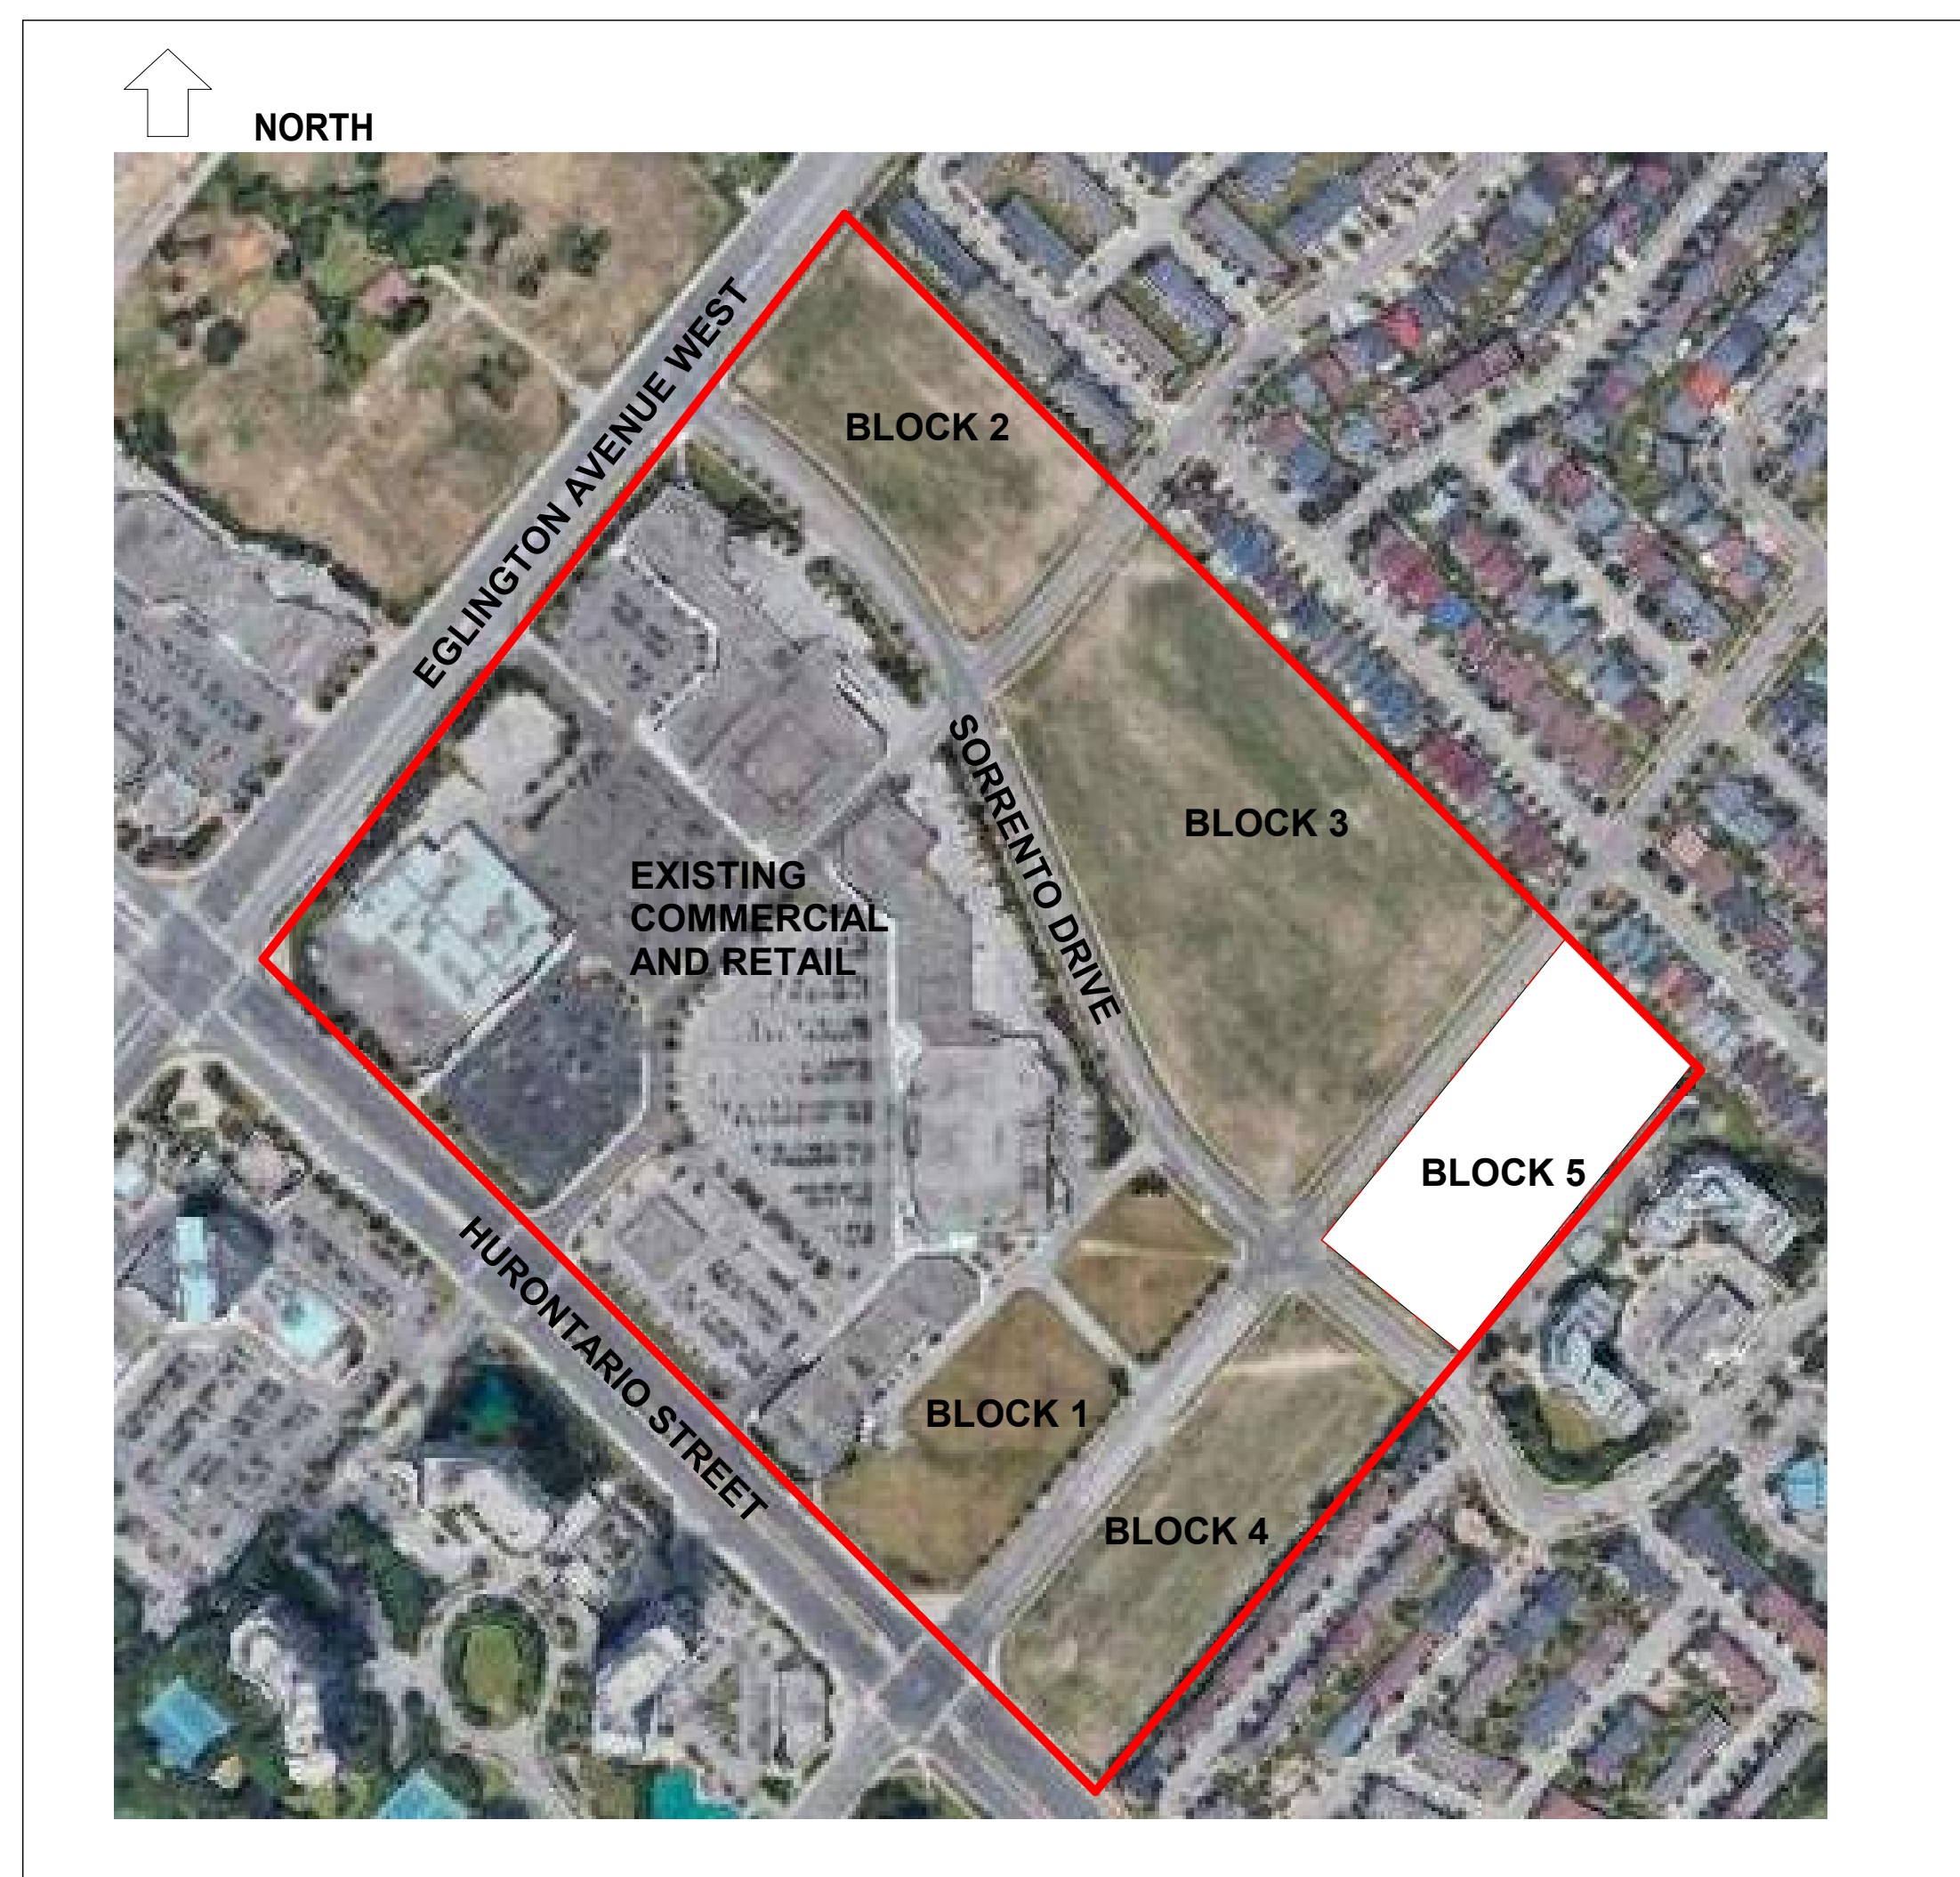 NORTH
EGLINGTON AVENUE WEST
BLOCK 2
SORRENTO DRIVE
BLOCK 3
EXISTING
COMMERCIAL
AND RETAIL
BLOCK 5
HURONTARIO STREET
BLOCK 1
BLOCK 4